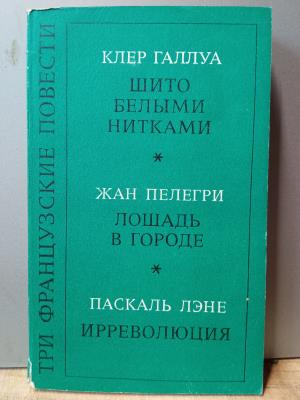 ТРИ ФРАНЦУЗСКИЕ ПОВЕСТИ
КЛЕР ГАЛЛУА
ШИТО
БЕЛЫМИ
НИТКАМИ
*
ЖАН ПЕЛЕГРИ
ЛОШАДЬ
В ГОРОДЕ
*
ПАСКАЛЬ ЛЭНЕ
ИРРЕВОЛЮЦИЯ